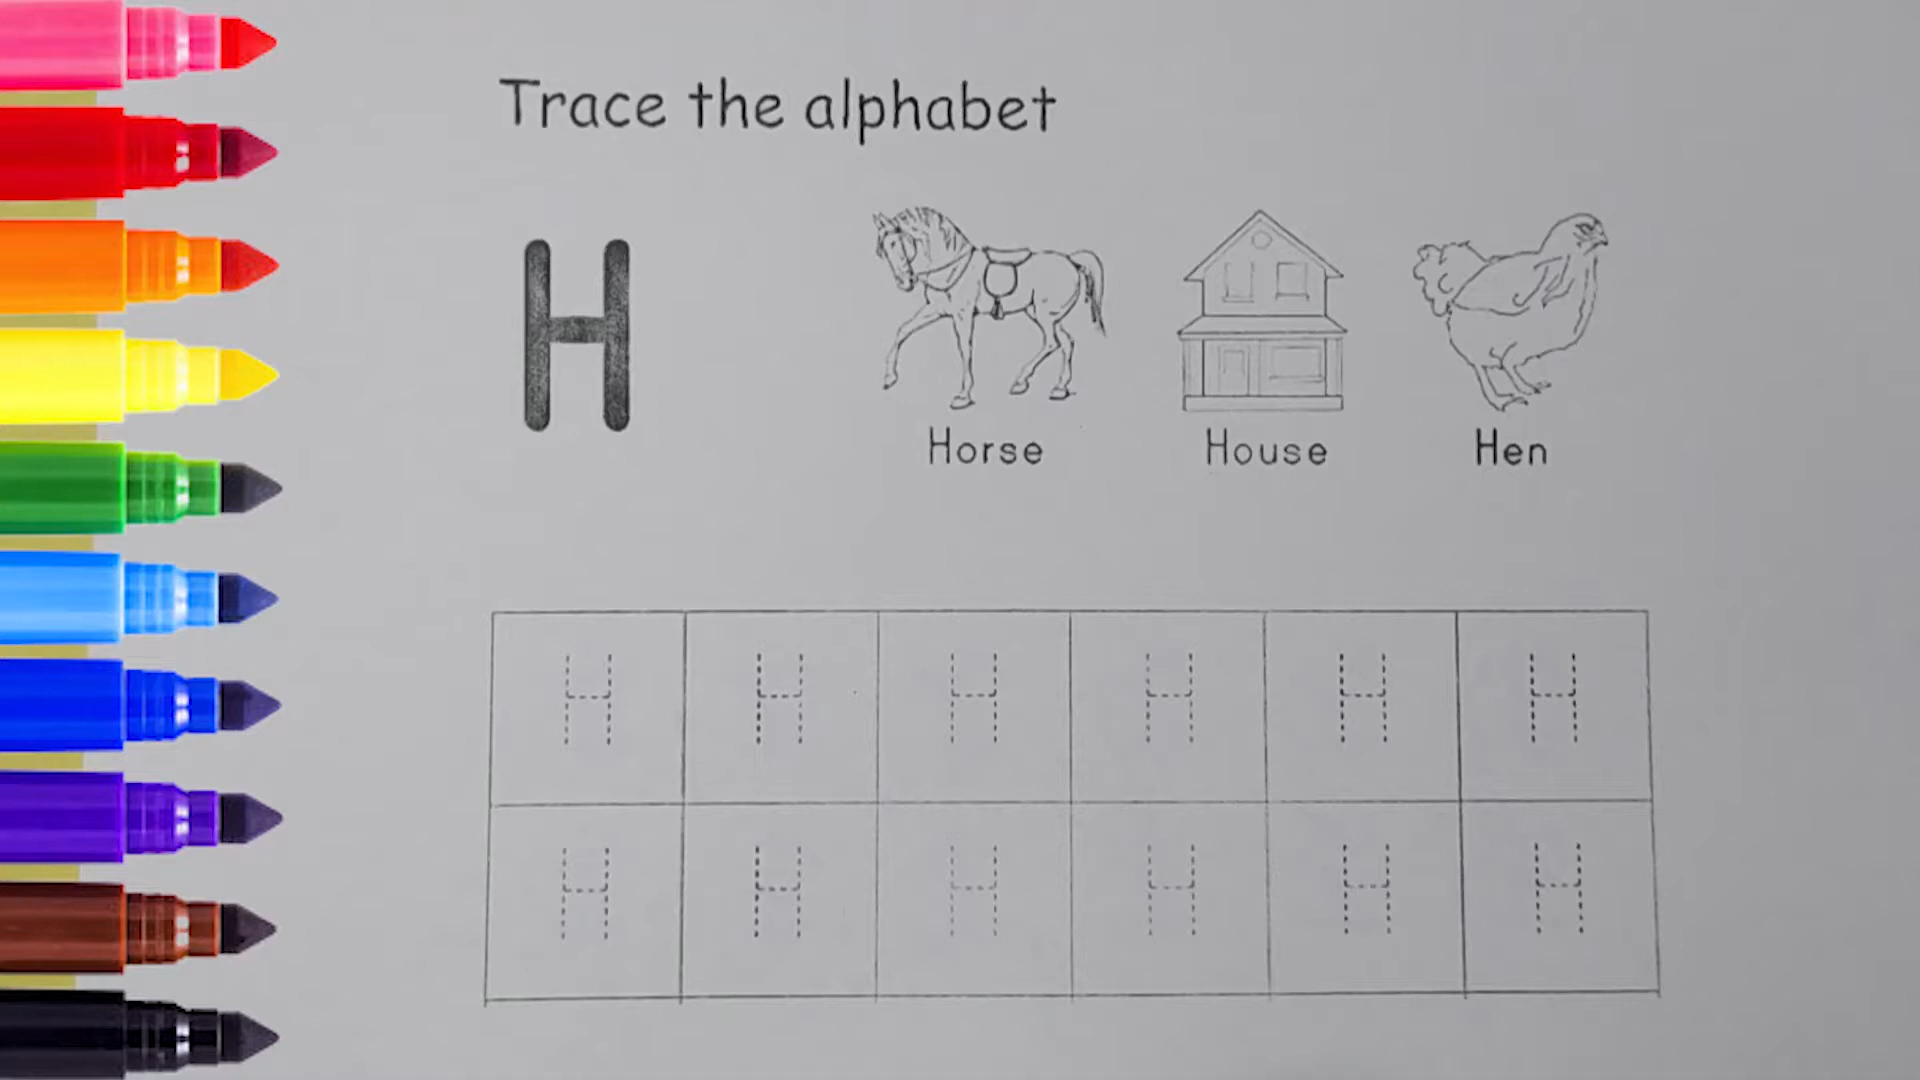 Trace the alphabet
H
Horse House Hen
H H H H H H
H H H H H H